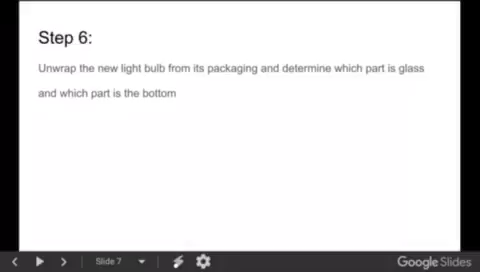 Step 6:
Unwrap the new light bulb from its packaging and determine which part is glass
and which part is the bottom
Slide 7
Google Slides